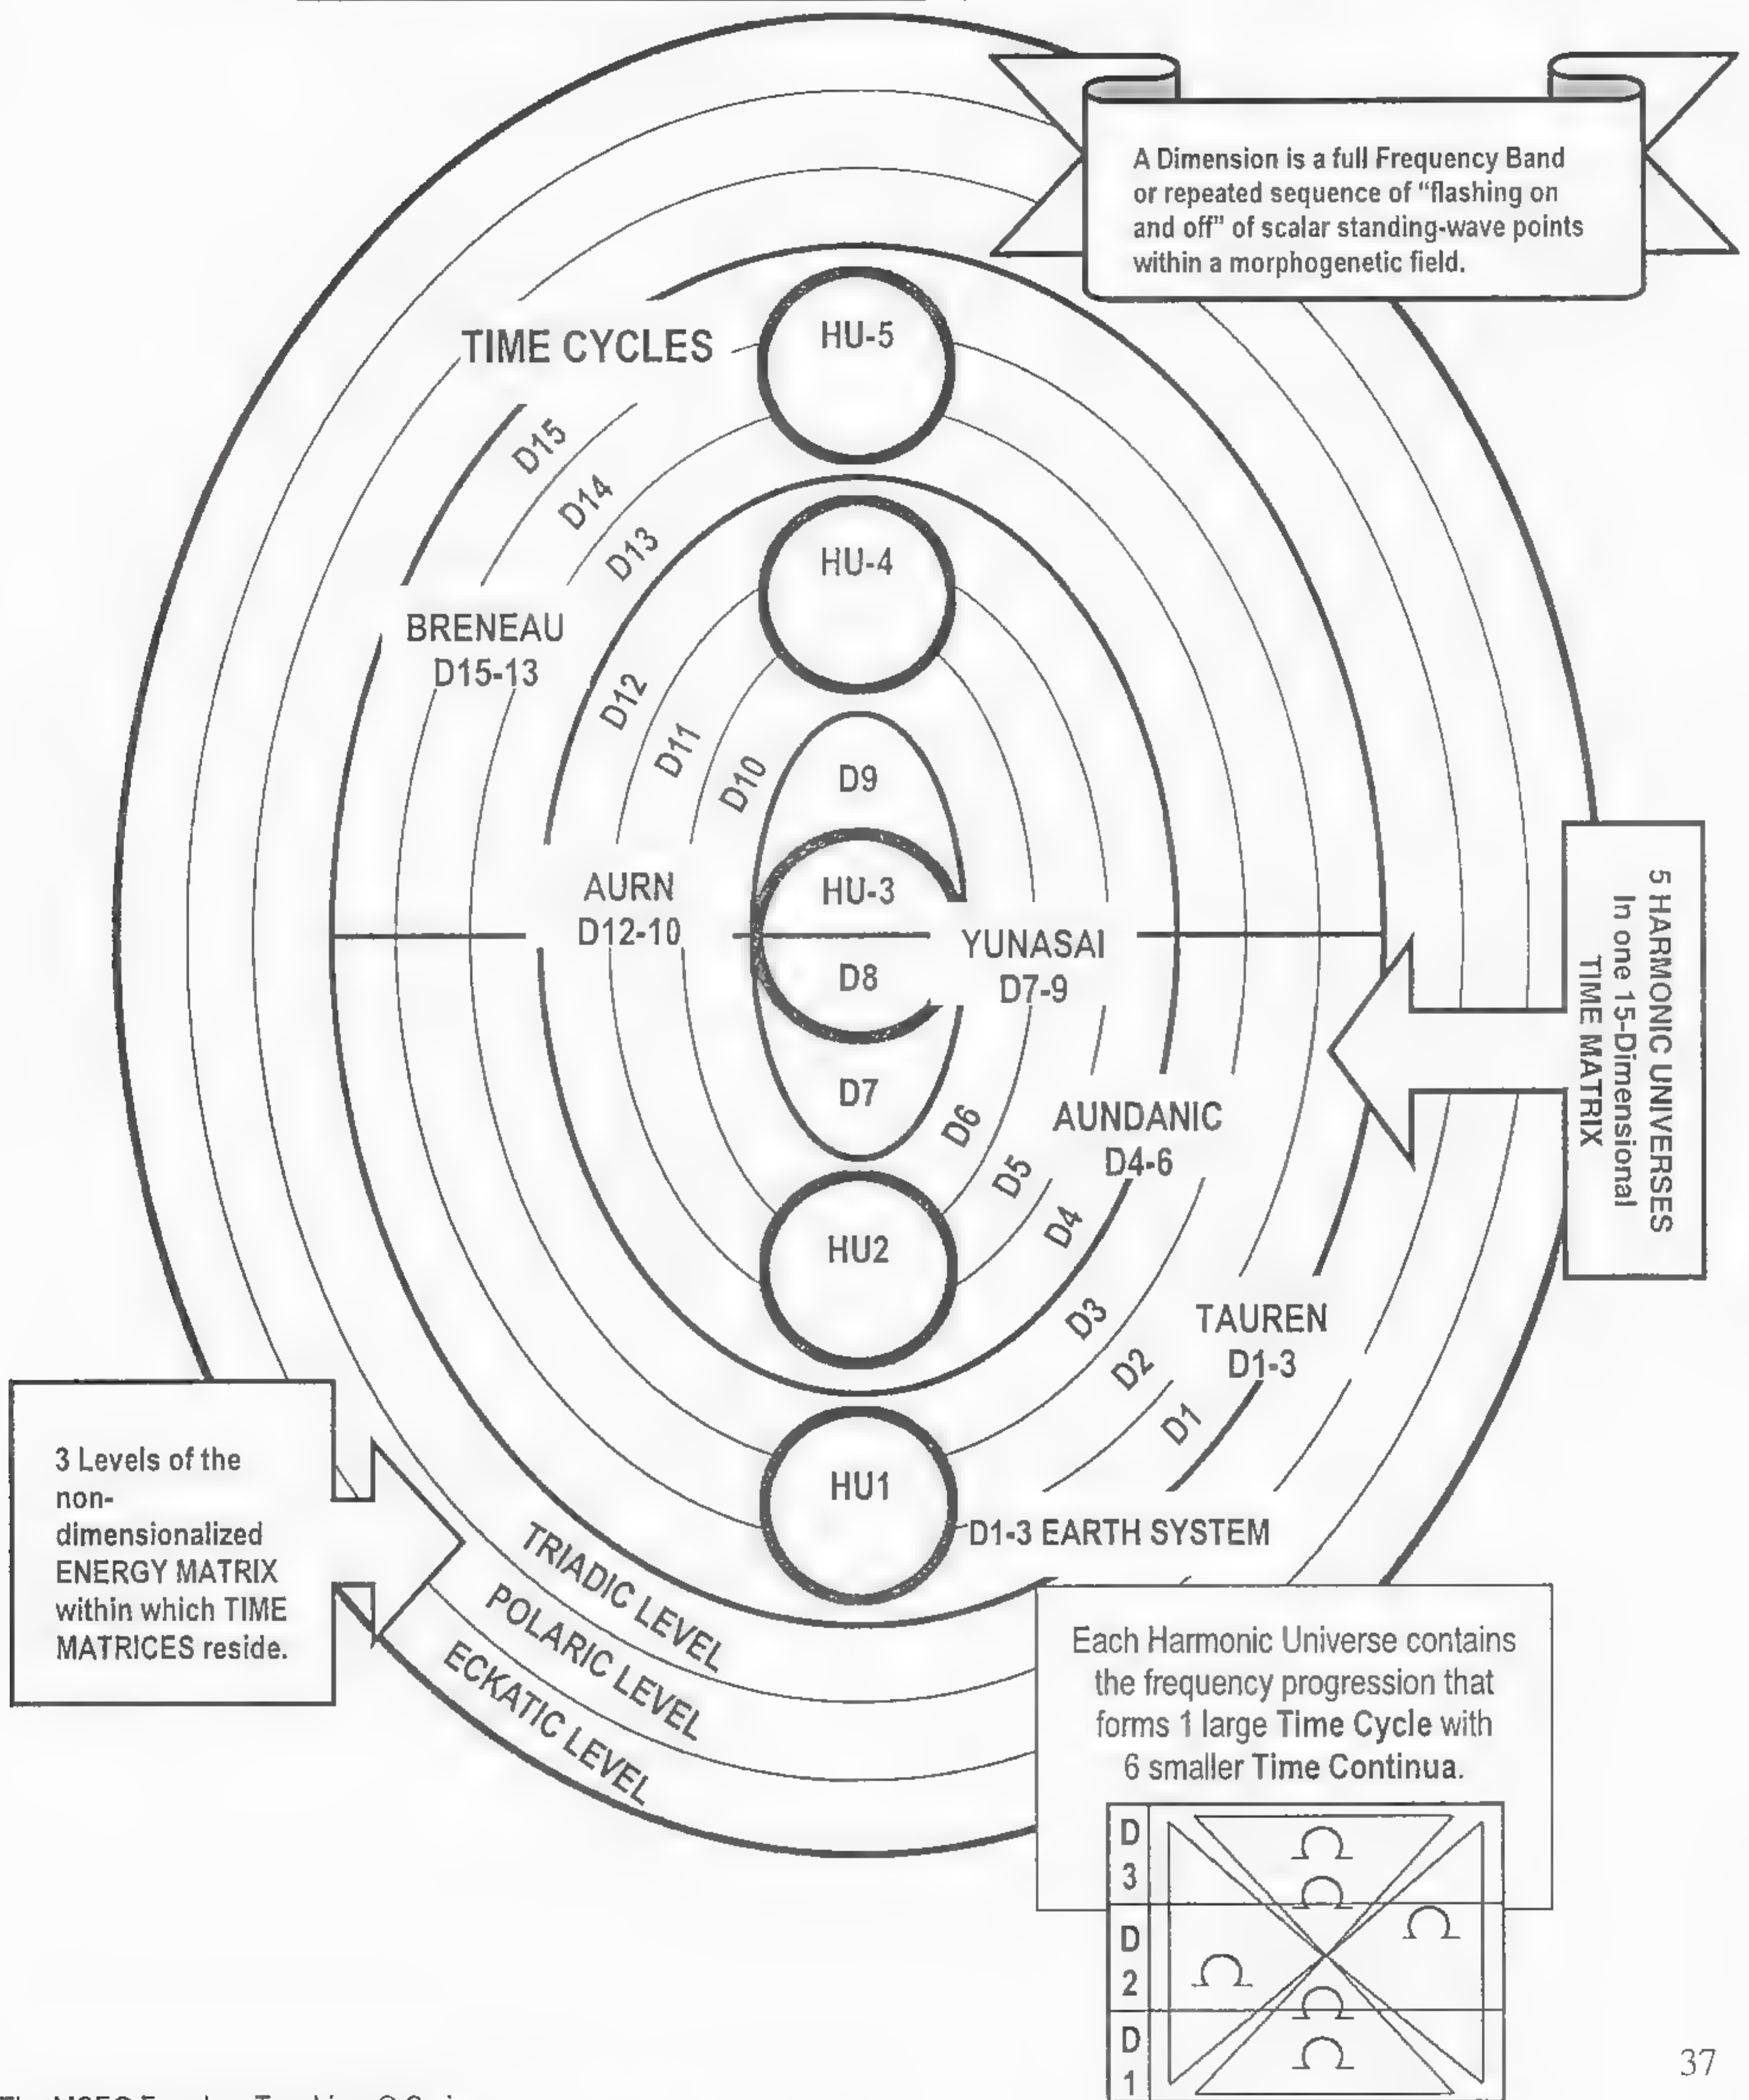 A Dimension is a full Frequency Band
or repeated sequence of “flashing on
and off” of scalar standing-wave points
within a morphogenetic field.
TIME CYCLES
HU-5
D15
D14
D13
HU-4
BRENEAU
D15-13
D12
D11
D10
D9
AURN
D12-10
HU-3
D8
YUNASAI
D7-9
D7
5 HARMONIC UNIVERSES
In one 15-Dimensional
TIME MATRIX
D6
D5
D4
AUNDANIC
D4-6
HU2
D3
D2
D1
TAUREN
D1-3
HU1
D1-3 EARTH SYSTEM
3 Levels of the
non-
dimensionalized
ENERGY MATRIX
within which TIME
MATRICES reside.
TRIADIC LEVEL
POLARIC LEVEL
ECKATIC LEVEL
Each Harmonic Universe contains
the frequency progression that
forms 1 large Time Cycle with
6 smaller Time Continua.
D
3
Ω
Ω
D
2
Ω
Ω
Ω
D
1
Ω
37